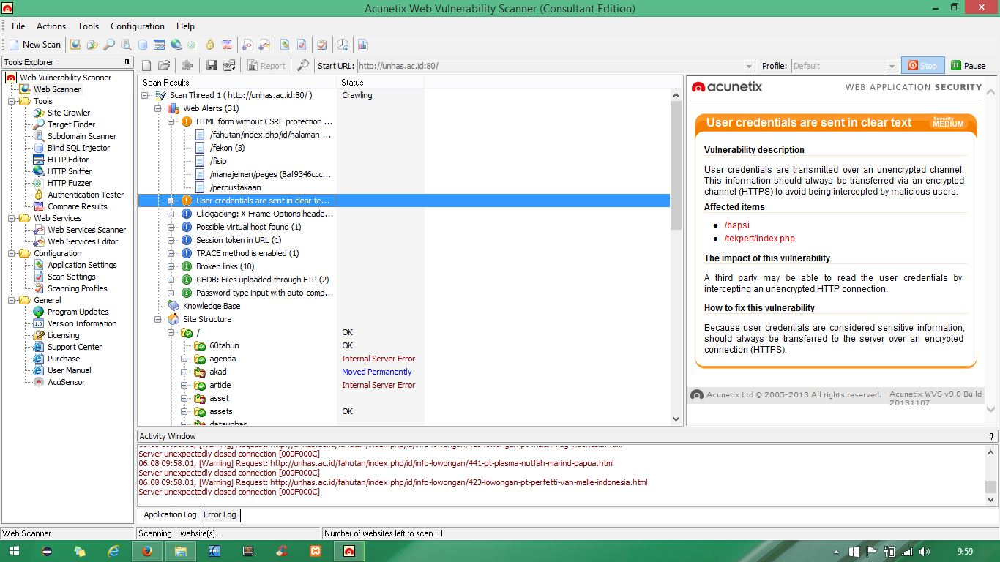 Acunetix Web Vulnerability Scanner (Consultant Edition)
File Actions Tools Configuration Help
New Scan
Tools Explorer
Report
Start URL: http://unhas.ac.id:80/
Profile: Default
Stop
Pause
Web Vulnerability Scanner
Web Scanner
Tools
Site Crawler
Target Finder
Subdomain Scanner
Blind SQL Injector
HTTP Editor
HTTP Sniffer
HTTP Fuzzer
Authentication Tester
Compare Results
Web Services
Web Services Scanner
Web Services Editor
Configuration
Application Settings
Scan Settings
Scanning Profiles
General
Program Updates
Version Information
Licensing
Support Center
Purchase
User Manual
AcuSensor
Scan Results Status
Scan Thread 1 ( http://unhas.ac.id:80/ ) Crawling
Web Alerts (31)
HTML form without CSRF protection ...
/fahutan/index.php/id/halaman-...
/fekon (3)
/fisip
/manajemen/pages (8af9346ccc...
/perpustakaan
User credentials are sent in clear te...
Clickjacking: X-Frame-Options heade...
Possible virtual host found (1)
Session token in URL (1)
TRACE method is enabled (1)
Broken links (10)
GHDB: Files uploaded through FTP (2)
Password type input with auto-comp...
Knowledge Base
Site Structure
/ OK
60tahun OK
agenda Internal Server Error
akad Moved Permanently
article Internal Server Error
asset
assets OK
dataunhas
acunetix WEB APPLICATION SECURITY
User credentials are sent in clear text
Severity
MEDIUM
Vulnerability description
User credentials are transmitted over an unencrypted channel.
This information should always be transferred via an encrypted
channel (HTTPS) to avoid being intercepted by malicious users.
Affected items
/bapsi
/tekpert/index.php
The impact of this vulnerability
A third party may be able to read the user credentials by
intercepting an unencrypted HTTP connection.
How to fix this vulnerability
Because user credentials are considered sensitive information,
should always be transferred to the server over an encrypted
connection (HTTPS).
Acunetix Ltd © 2005-2013 All rights reserved. Acunetix WVS v9.0 Build
20131107
Activity Window
Server unexpectedly closed connection [000F000C]
06.08 09:58.01, [Warning] Request: http://unhas.ac.id/fahutan/index.php/id/info-lowongan/441-pt-plasma-nutfah-marind-papua.html
Server unexpectedly closed connection [000F000C]
06.08 09:58.01, [Warning] Request: http://unhas.ac.id/fahutan/index.php/id/info-lowongan/423-lowongan-pt-perfetti-van-melle-indonesia.html
Server unexpectedly closed connection [000F000C]
Application Log Error Log
Web Scanner
Scanning 1 website(s) ...
Number of websites left to scan : 1
9:59